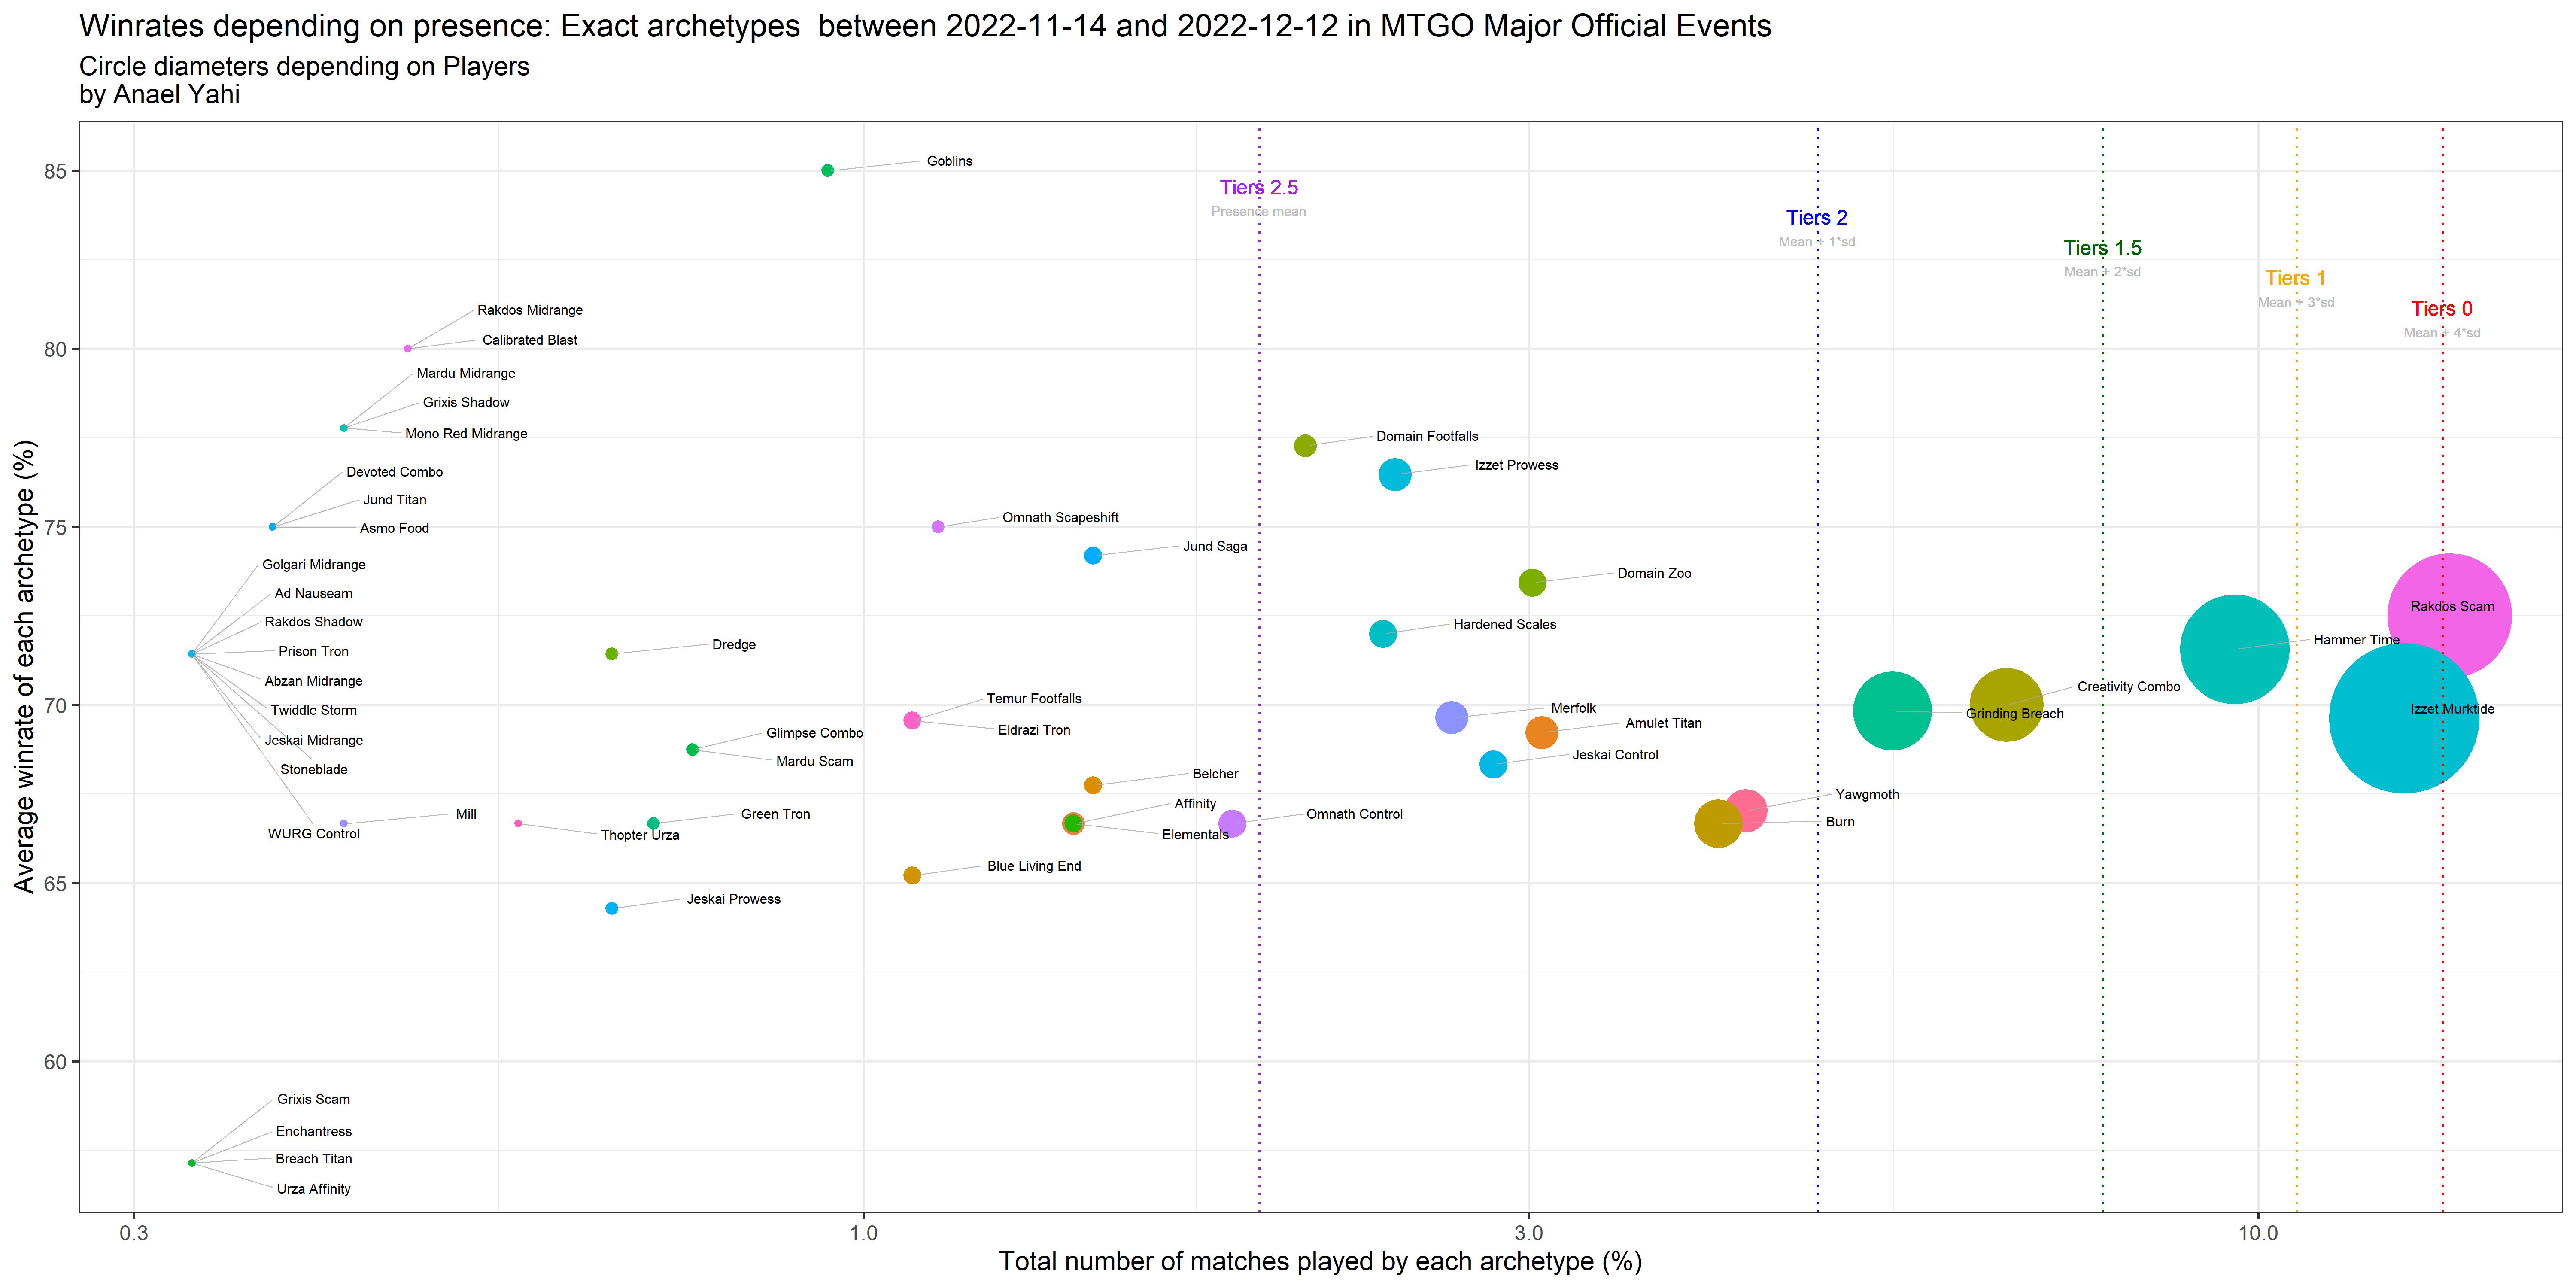 Winrates depending on presence: Exact archetypes  between 2022-11-14 and 2022-12-12 in MTGO Major Official Events
Circle diameters depending on Players
by Anael Yahi
Average winrate of each archetype (%)
85
80
75
70
65
60
Goblins
Tiers 2.5
Presence mean
Tiers 2
Mean + 1*sd
Tiers 1.5
Mean + 2*sd
Tiers 1
Mean + 3*sd
Tiers 0
Mean + 4*sd
Rakdos Midrange
Calibrated Blast
Mardu Midrange
Grixis Shadow
Mono Red Midrange
Domain Footfalls
Izzet Prowess
Devoted Combo
Jund Titan
Asmo Food
Omnath Scapeshift
Jund Saga
Golgari Midrange
Ad Nauseam
Rakdos Shadow
Prison Tron
Abzan Midrange
Twiddle Storm
Jeskai Midrange
Stoneblade
WURG Control
Domain Zoo
Rakdos Scam
Hardened Scales
Hammer Time
Dredge
Creativity Combo
Grinding Breach
Izzet Murktide
Temur Footfalls
Eldrazi Tron
Merfolk
Amulet Titan
Jeskai Control
Glimpse Combo
Mardu Scam
Belcher
Affinity
Elementals
Omnath Control
Yawgmoth
Burn
Mill
Thopter Urza
Green Tron
Blue Living End
Jeskai Prowess
Grixis Scam
Enchantress
Breach Titan
Urza Affinity
0.3
1.0
3.0
10.0
Total number of matches played by each archetype (%)